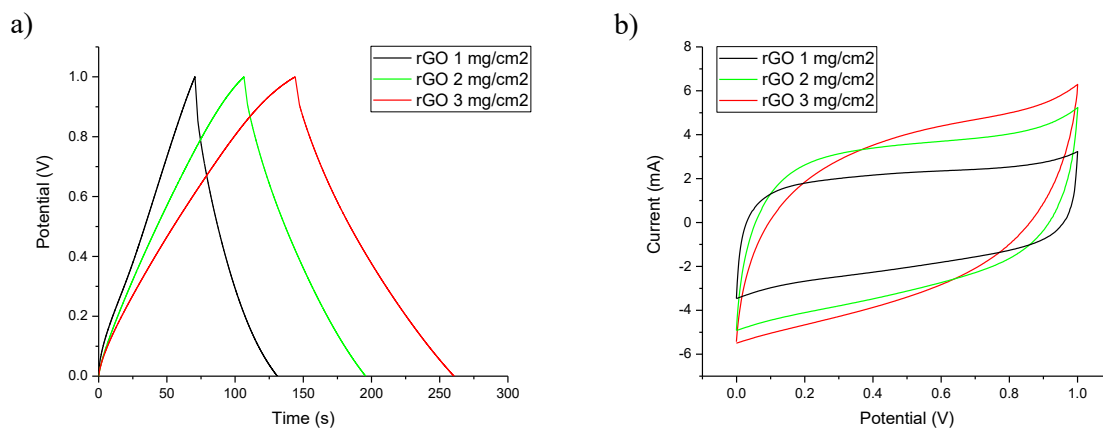 a)
rGO 1 mg/cm2
rGO 2 mg/cm2
rGO 3 mg/cm2
1.0
0.8
0.6
0.4
0.2
0.0
Potential (V)
0 50 100 150 200 250 300
Time (s)
b)
rGO 1 mg/cm2
rGO 2 mg/cm2
rGO 3 mg/cm2
8
6
4
2
0
-2
-4
-6
Current (mA)
0.0 0.2 0.4 0.6 0.8 1.0
Potential (V)